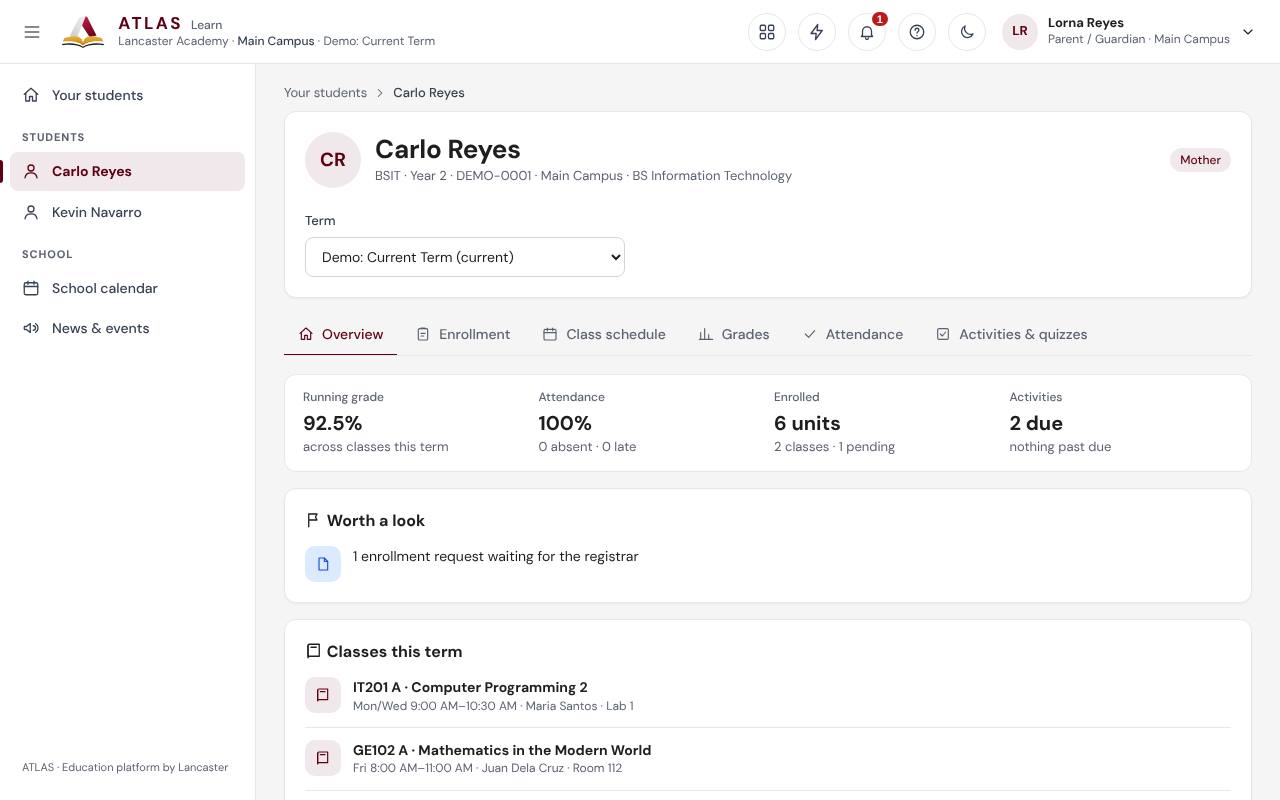 ATLAS Learn
Lancaster Academy · Main Campus · Demo: Current Term
1
LR
Lorna Reyes
Parent / Guardian · Main Campus
Your students
STUDENTS
Carlo Reyes
Kevin Navarro
SCHOOL
School calendar
News & events
ATLAS · Education platform by Lancaster
Your students > Carlo Reyes
CR
Carlo Reyes
BSIT · Year 2 · DEMO-0001 · Main Campus · BS Information Technology
Mother
Term
Demo: Current Term (current)
Overview
Enrollment
Class schedule
Grades
Attendance
Activities & quizzes
Running grade
92.5%
across classes this term
Attendance
100%
0 absent · 0 late
Enrolled
6 units
2 classes · 1 pending
Activities
2 due
nothing past due
Worth a look
1 enrollment request waiting for the registrar
Classes this term
IT201 A · Computer Programming 2
Mon/Wed 9:00 AM–10:30 AM · Maria Santos · Lab 1
GE102 A · Mathematics in the Modern World
Fri 8:00 AM–11:00 AM · Juan Dela Cruz · Room 112